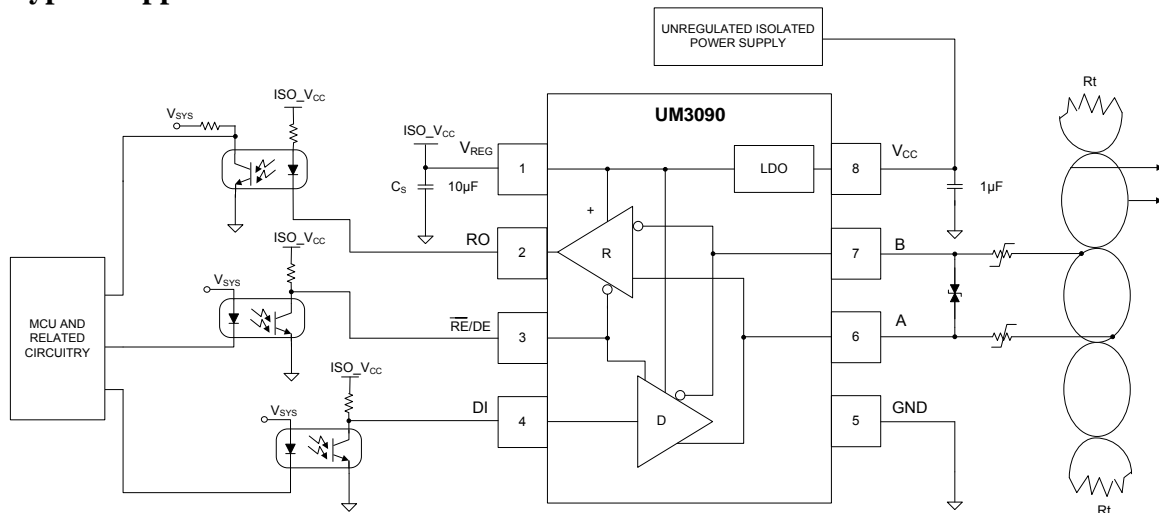 UNREGULATED ISOLATED
POWER SUPPLY
Rt
ISO_VCC
VSYS
UM3090
ISO_VCC
VREG
1
LDO
8
VCC
CS
10µF
1µF
+
RO
2
R
7
B
ISO_VCC
VSYS
MCU AND
RELATED
CIRCUITRY
RE/DE
3
6
A
ISO_VCC
VSYS
DI
4
D
5
GND
Rt